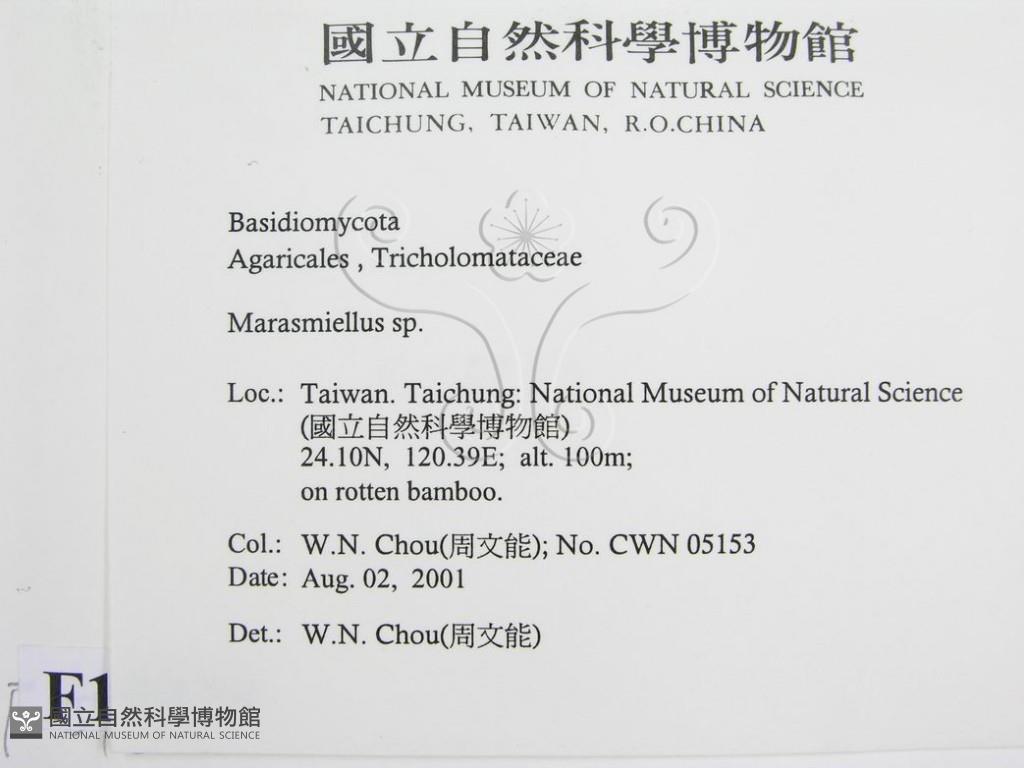 國立自然科學博物館
NATIONAL MUSEUM OF NATURAL SCIENCE
TAICHUNG, TAIWAN, R.O.CHINA
Basidiomycota
Agaricales , Tricholomataceae
Marasmiellus sp.
Loc.: Taiwan. Taichung: National Museum of Natural Science
(國立自然科學博物館)
24.10N, 120.39E; alt. 100m;
on rotten bamboo.
Col.: W.N. Chou(周文能); No. CWN 05153
Date: Aug. 02, 2001
Det.: W.N. Chou(周文能)
國立自然科學博物館
NATIONAL MUSEUM OF NATURAL SCIENCE